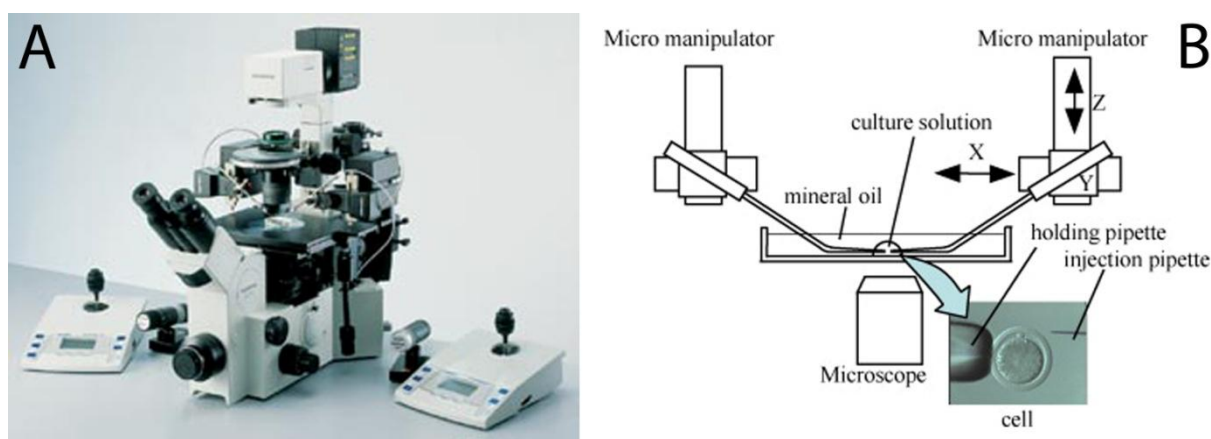 A
B
Micro manipulator
Micro manipulator
Z
culture solution
X
Y
mineral oil
holding pipette
injection pipette
Microscope
cell